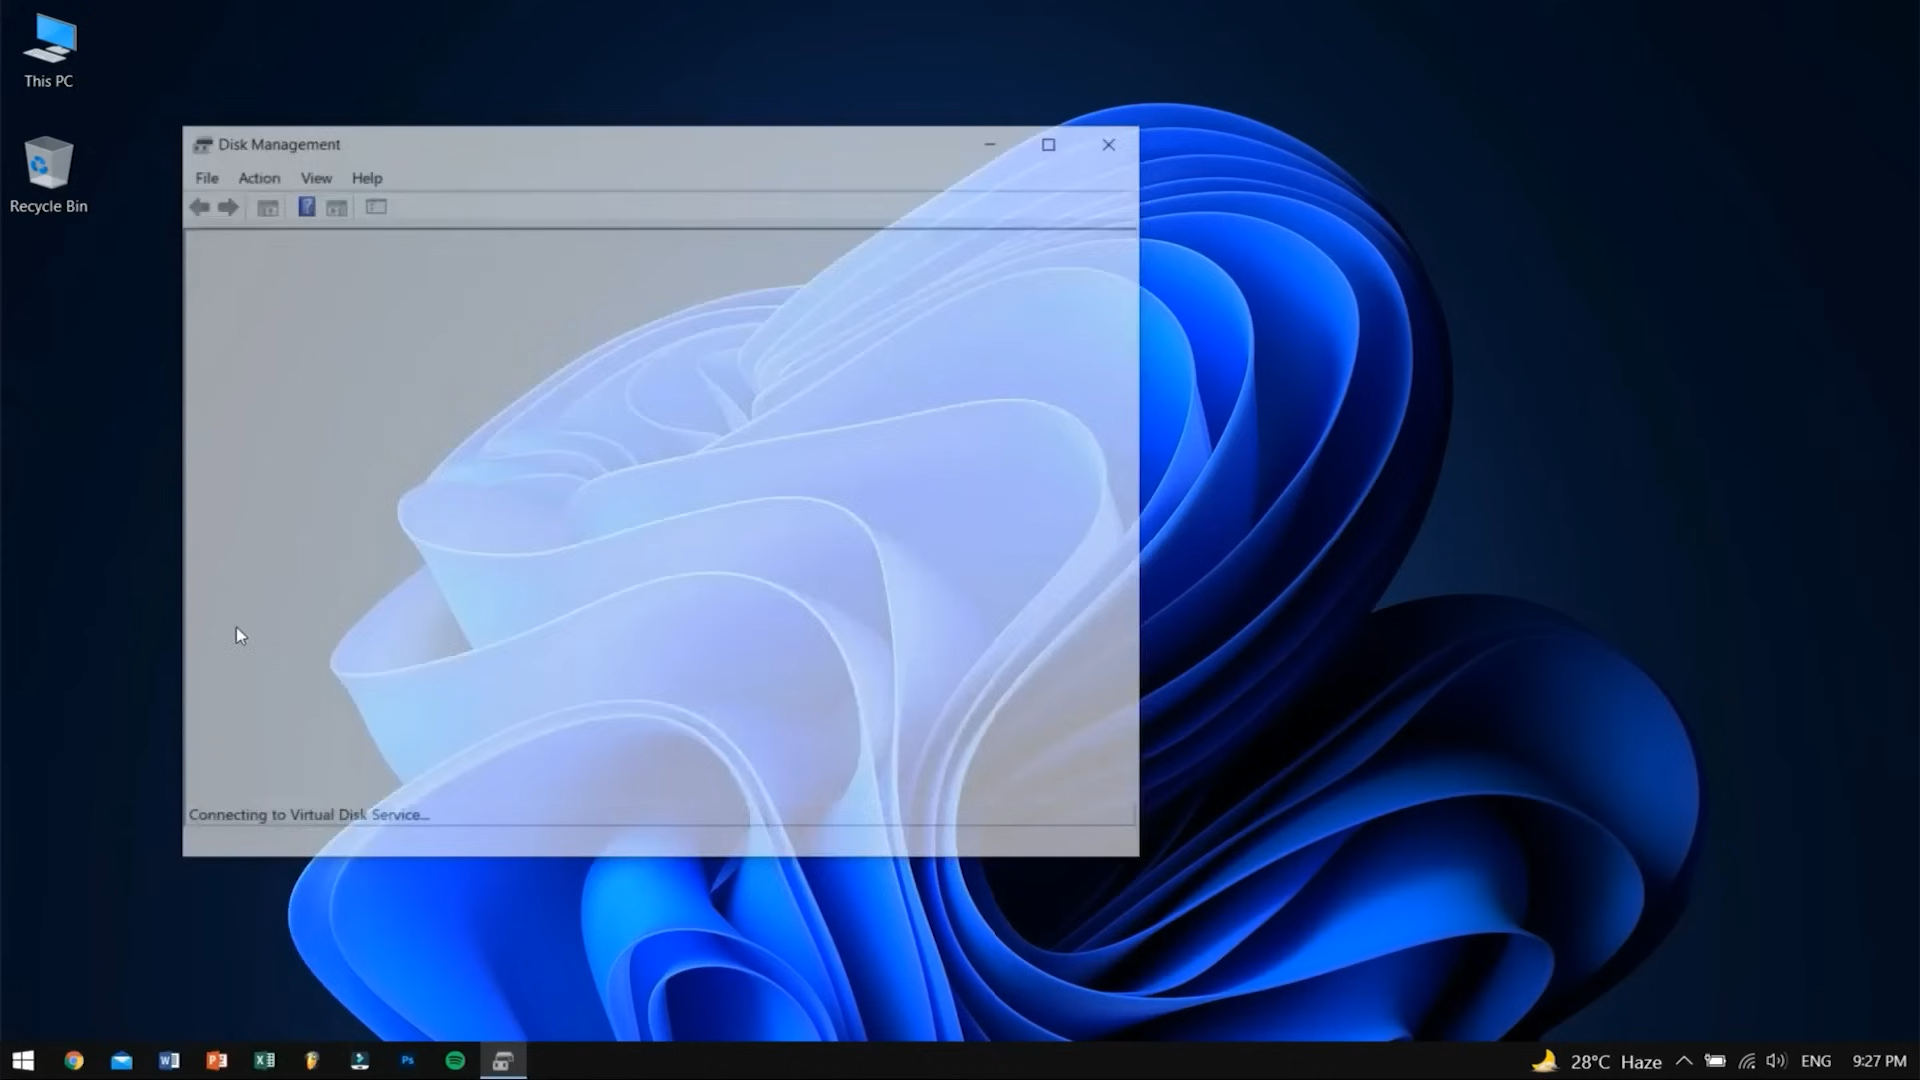 This PC
Recycle Bin
Disk Management
File Action View Help
Connecting to Virtual Disk Service...
28°C Haze ENG 9:27 PM